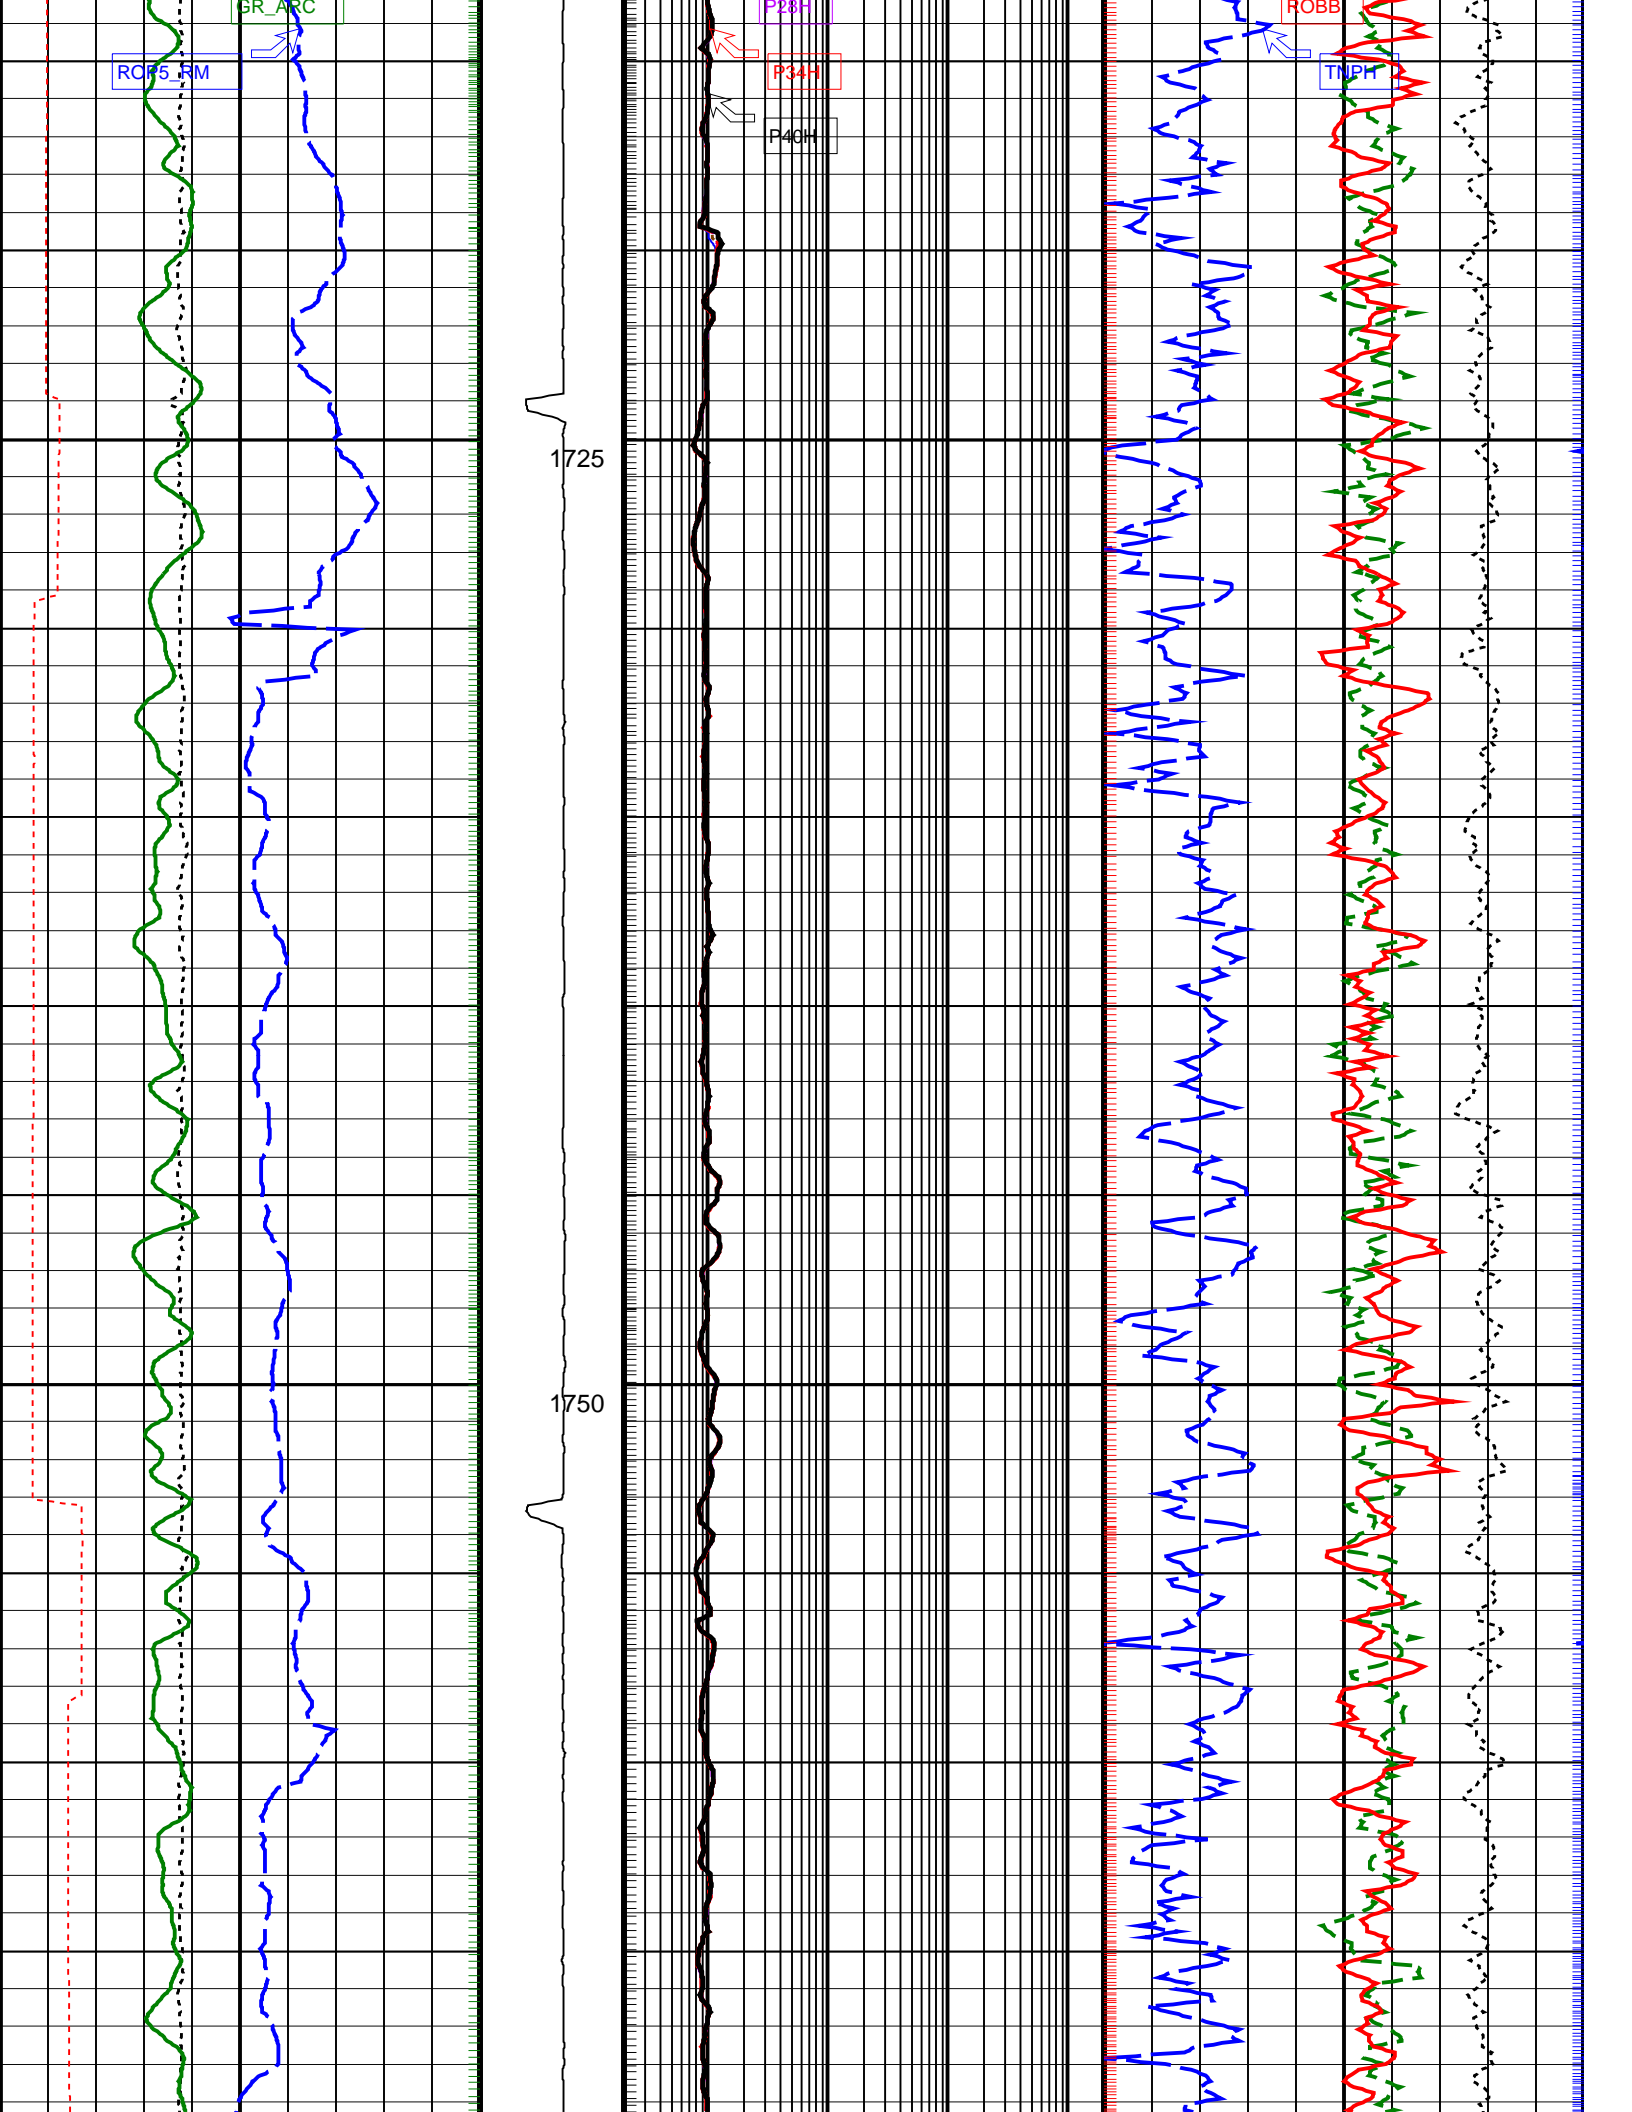 GR_ARC
P28H
ROBB
ROP5_RM
P34H
TNPH
P40H
1725
1750